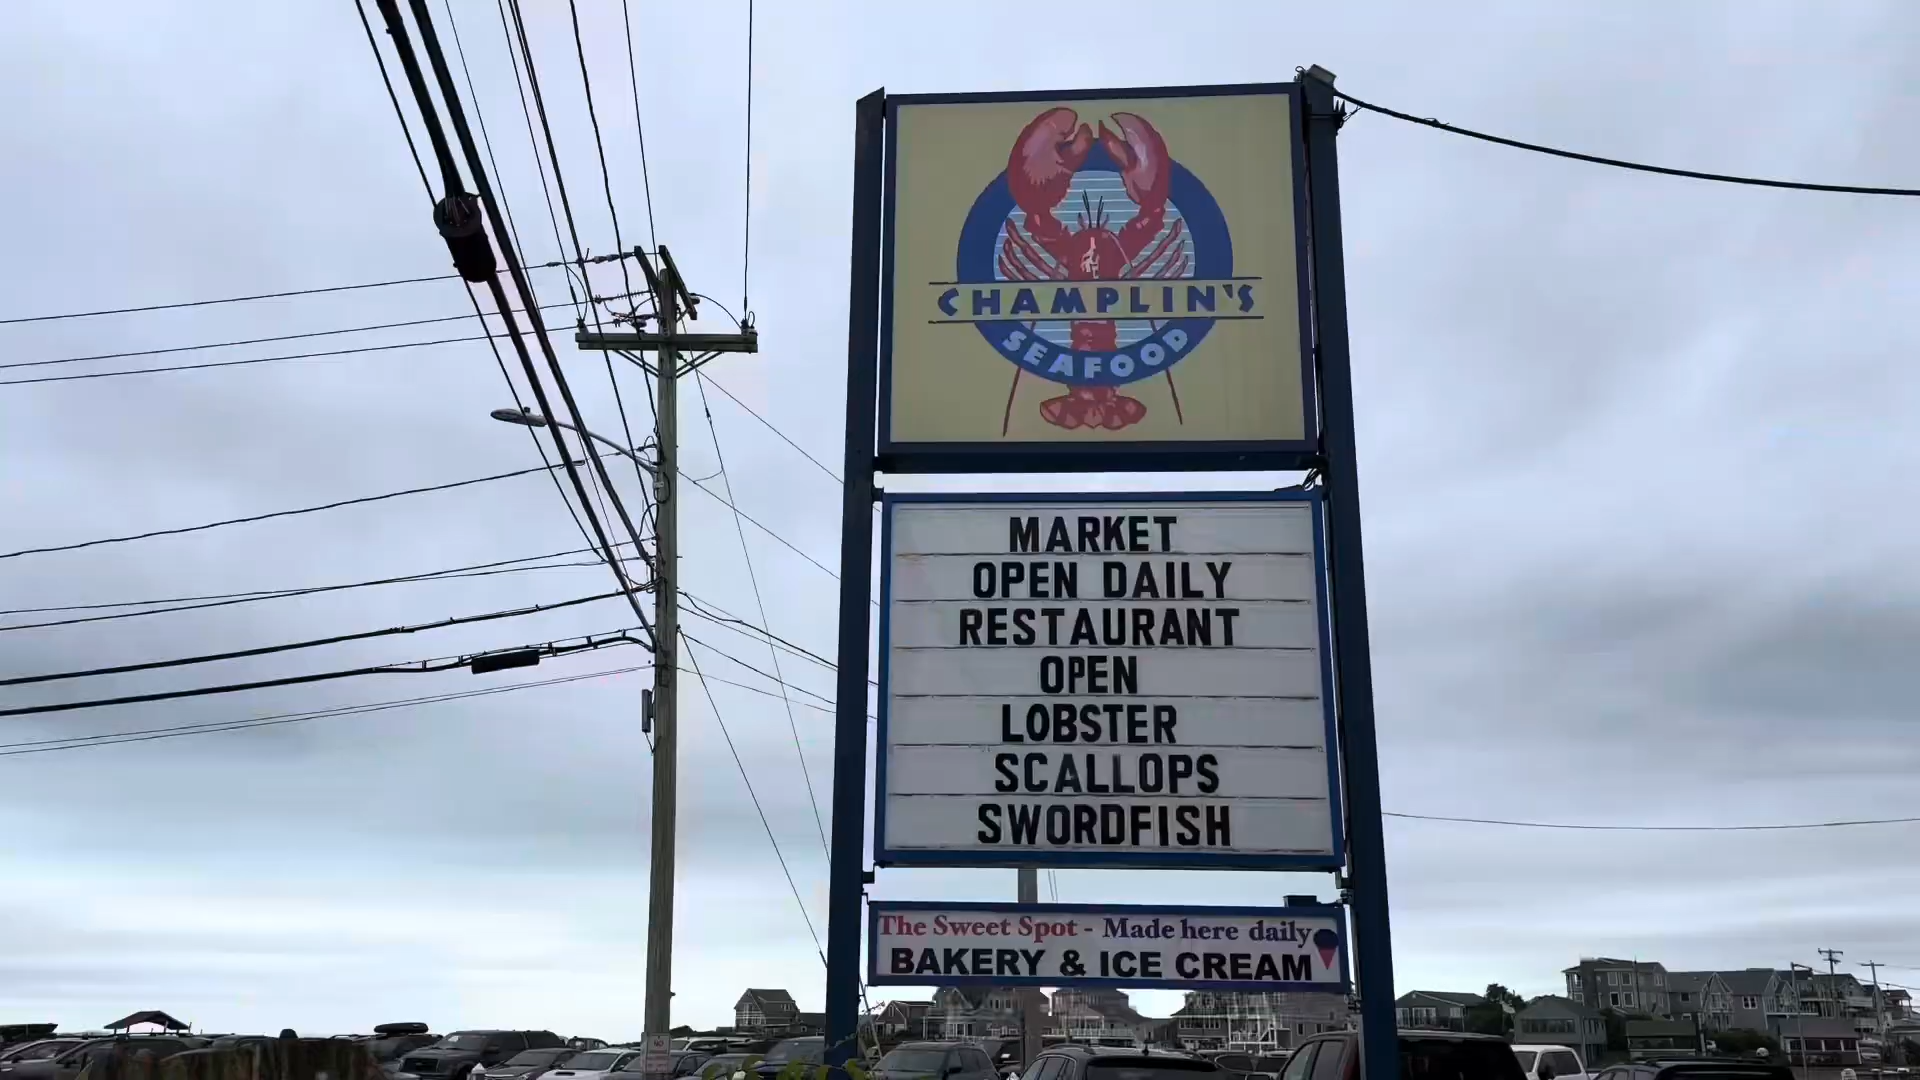 CHAMPLIN'S
SEAFOOD
MARKET
OPEN DAILY
RESTAURANT
OPEN
LOBSTER
SCALLOPS
SWORDFISH
The Sweet Spot - Made here daily
BAKERY & ICE CREAM